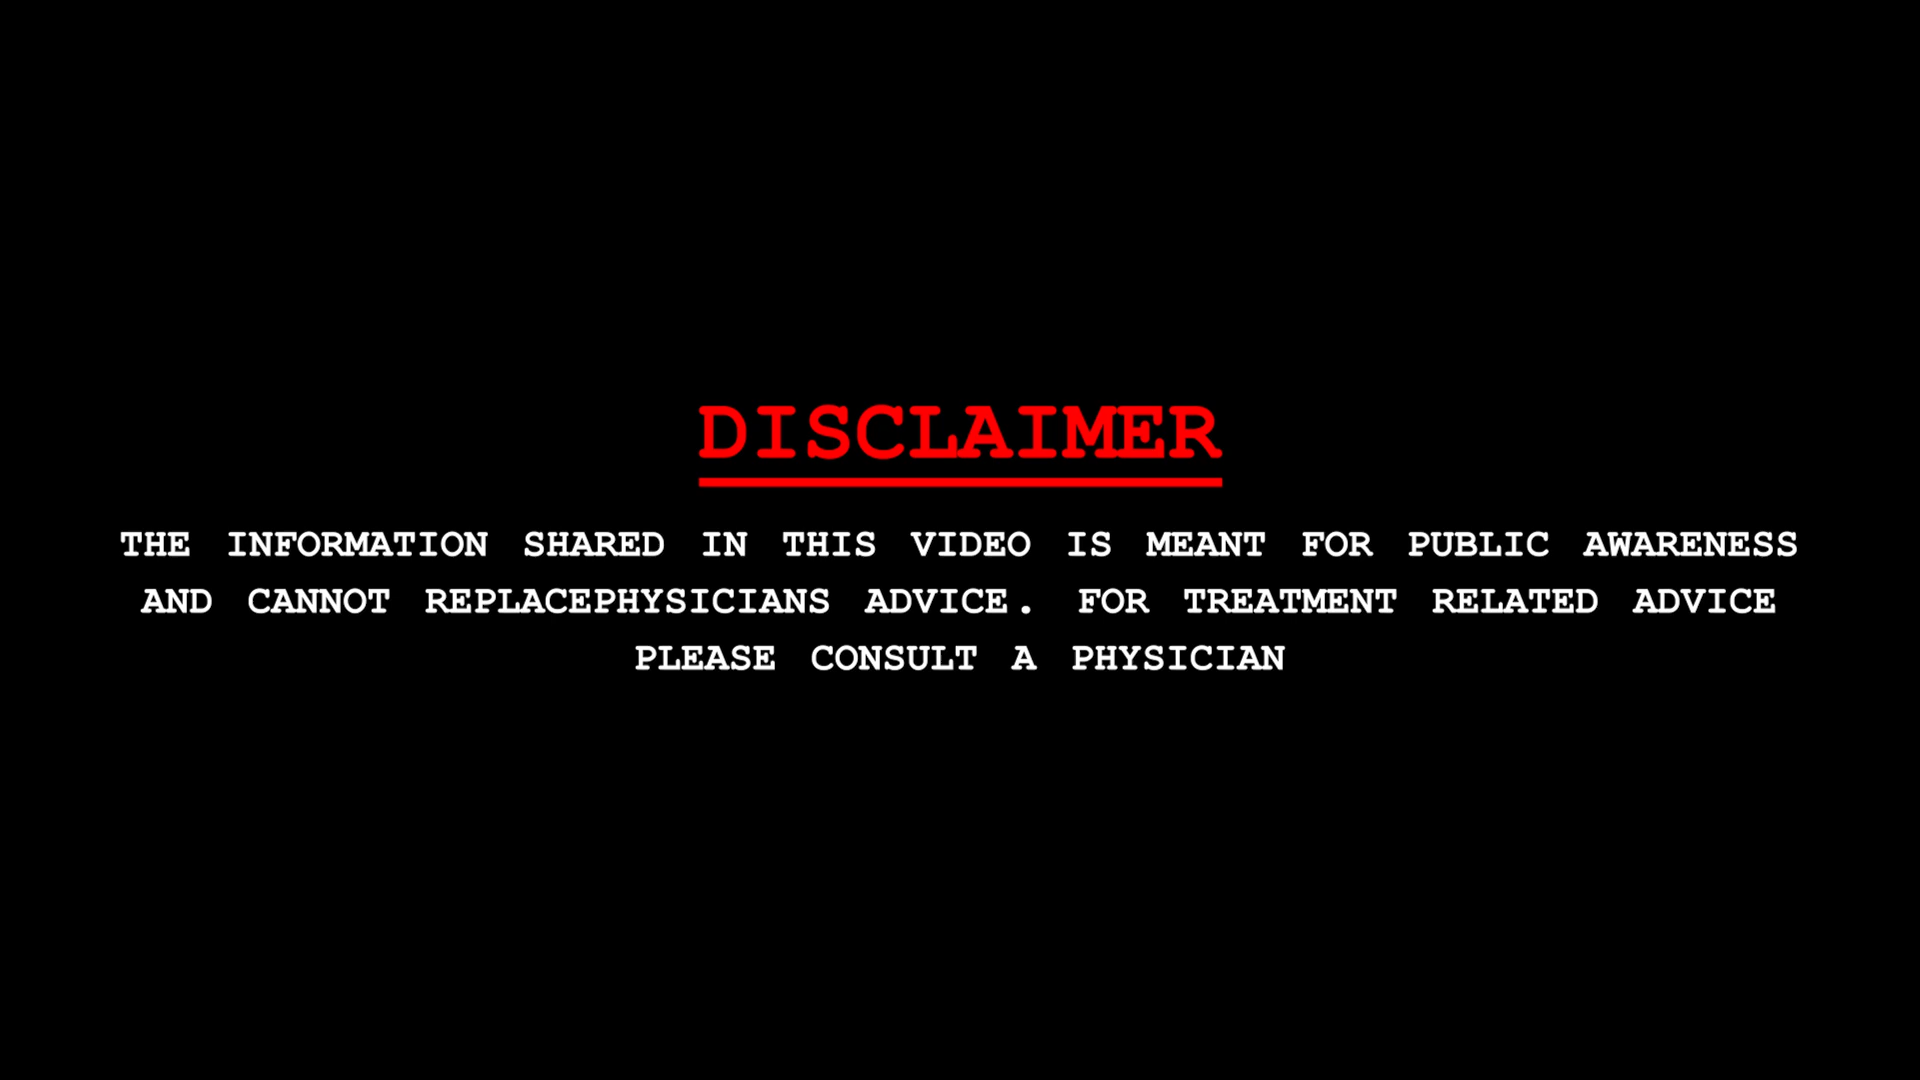 DISCLAIMER
THE INFORMATION SHARED IN THIS VIDEO IS MEANT FOR PUBLIC AWARENESS
AND CANNOT REPLACEPHYSICIANS ADVICE. FOR TREATMENT RELATED ADVICE
PLEASE CONSULT A PHYSICIAN